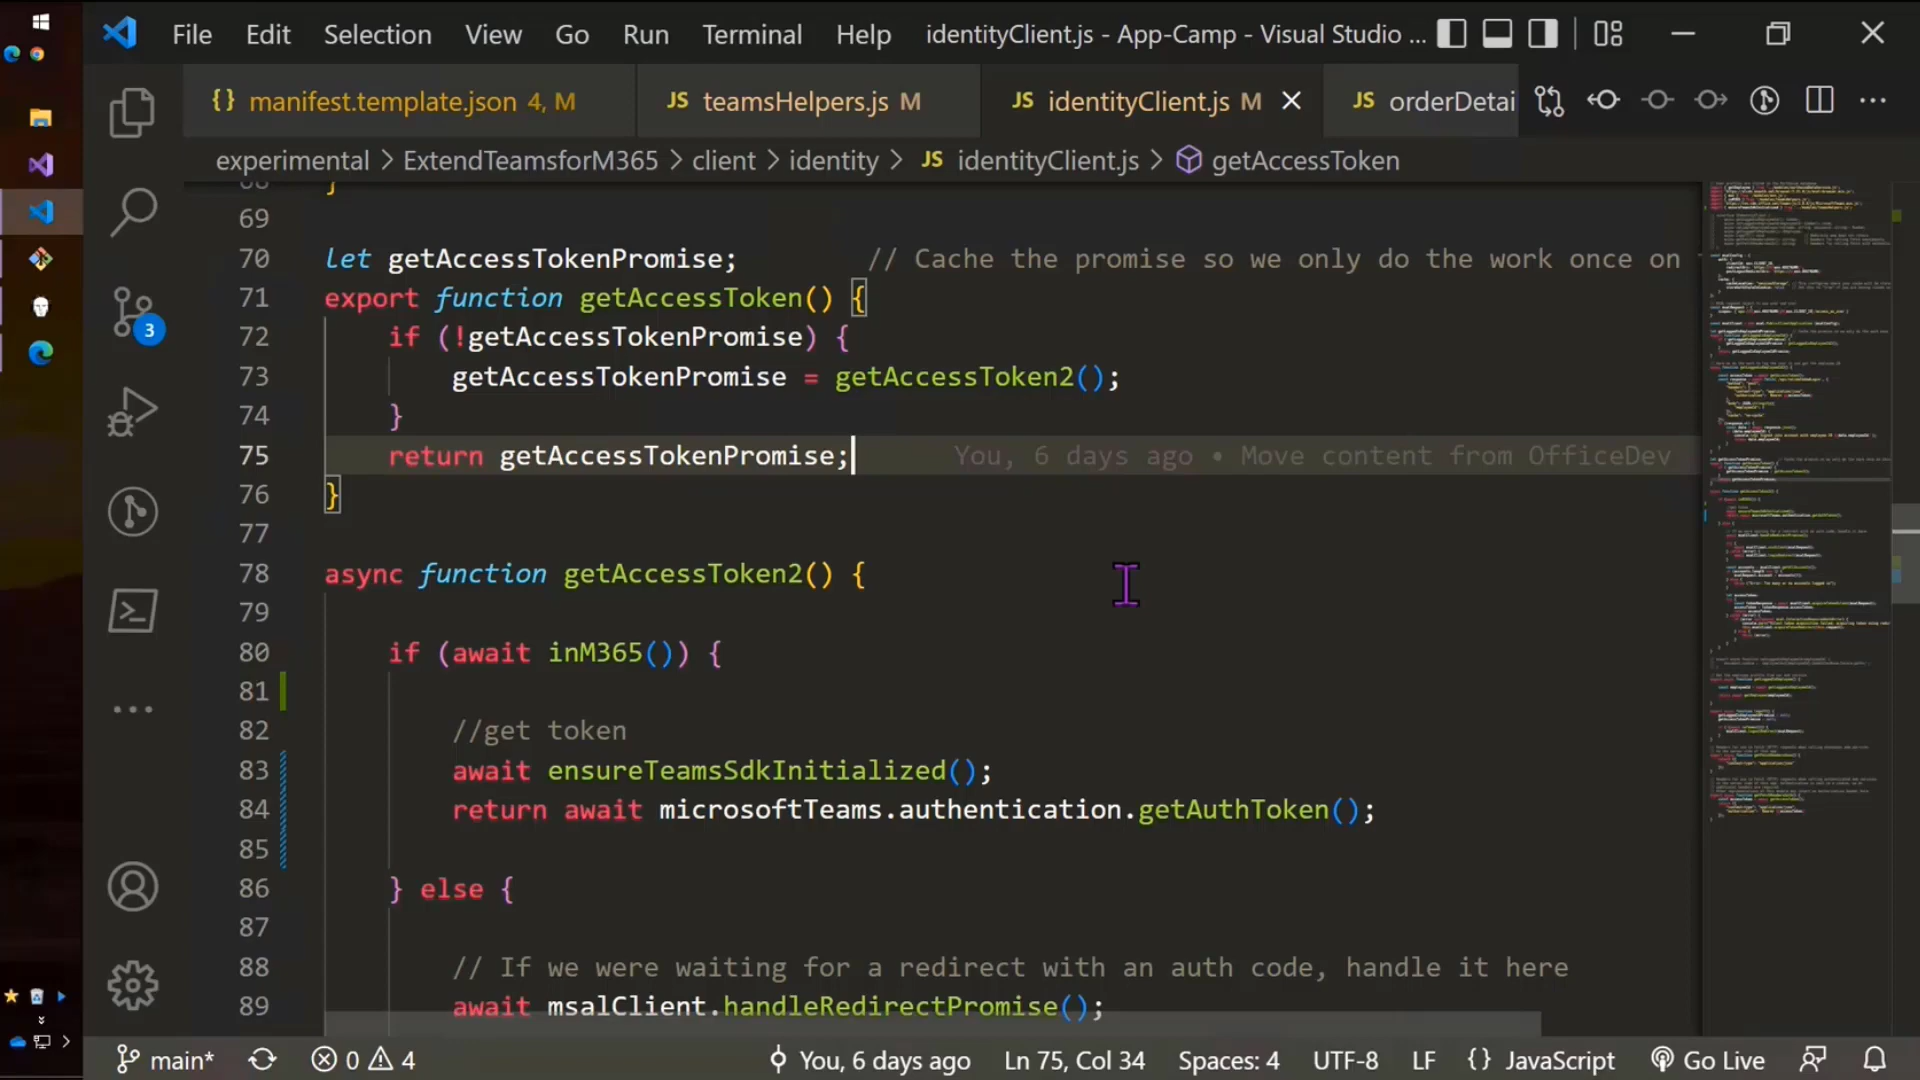 File Edit Selection View Go Run Terminal Help identityClient.js - App-Camp - Visual Studio ...
{} manifest.template.json 4, M JS teamsHelpers.js M JS identityClient.js M JS orderDetai
experimental > ExtendTeamsforM365 > client > identity > JS identityClient.js > getAccessToken
68 }
69
70 let getAccessTokenPromise; // Cache the promise so we only do the work once on
71 export function getAccessToken() {
72 if (!getAccessTokenPromise) {
73 getAccessTokenPromise = getAccessToken2();
74 }
75 return getAccessTokenPromise; You, 6 days ago • Move content from OfficeDev
76 }
77
78 async function getAccessToken2() {
79
80 if (await inM365()) {
81
82 //get token
83 await ensureTeamsSdkInitialized();
84 return await microsoftTeams.authentication.getAuthToken();
85
86 } else {
87
88 // If we were waiting for a redirect with an auth code, handle it here
89 await msalClient.handleRedirectPromise();
3
main* 0 4 You, 6 days ago Ln 75, Col 34 Spaces: 4 UTF-8 LF {} JavaScript Go Live